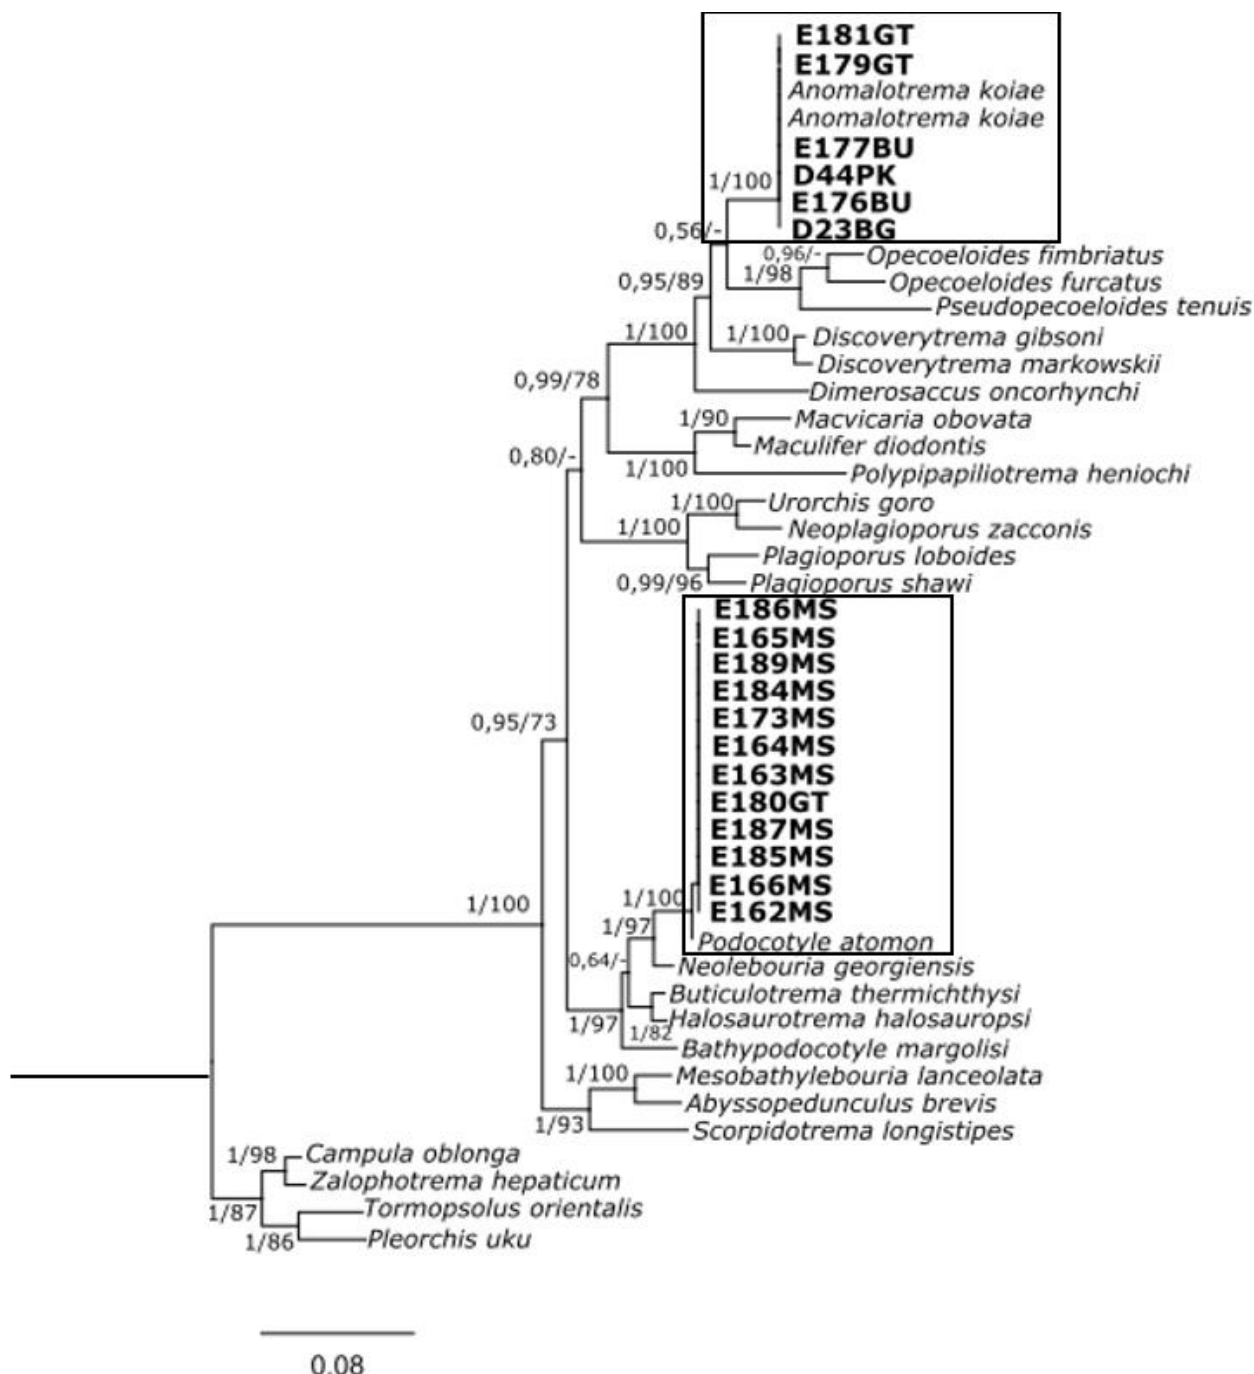 E181GT
E179GT
Anomalotrema koiae
Anomalotrema koiae
E177BU
D44PK
1/100
E176BU
D23BG
0,56/-
0,96/-
Opecoeloides fimbriatus
1/98
0,95/89
Opecoeloides furcatus
Pseudopecoeloides tenuis
1/100
1/100
Discoverytrema gibsoni
Discoverytrema markowskii
0,99/78
Dimerosaccus oncorhynchi
1/90
Macvicaria obovata
Maculifer diodontis
0,80/-
1/100
Polypipapiliotrema heniochi
1/100
Urorchis goro
1/100
Neoplagioporus zacconis
Plagioporus loboides
0,99/96
Plagioporus shawi
E186MS
E165MS
E189MS
E184MS
E173MS
0,95/73
E164MS
E163MS
E180GT
E187MS
E185MS
E166MS
1/100
1/100
E162MS
1/97
Podocotyle atomon
0,64/-
Neolebouria georgiensis
Buticulotrema thermichthysi
1/97
1/82
Halosaurotrema halosauropsi
Bathypodocotyle margolisi
1/100
Mesobathylebouria lanceolata
Abyssopedunculus brevis
1/93
Scorpidotrema longistipes
1/98
Campula oblonga
Zalophotrema hepaticum
1/87
Tormopsolus orientalis
1/86
Pleorchis uku
0.08